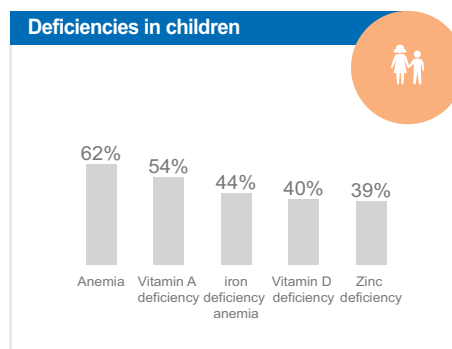 Deficiencies in children
62%
54%
44%
40%
39%
Anemia
Vitamin A
deficiency
iron
deficiency
anemia
Vitamin D
deficiency
Zinc
deficiency